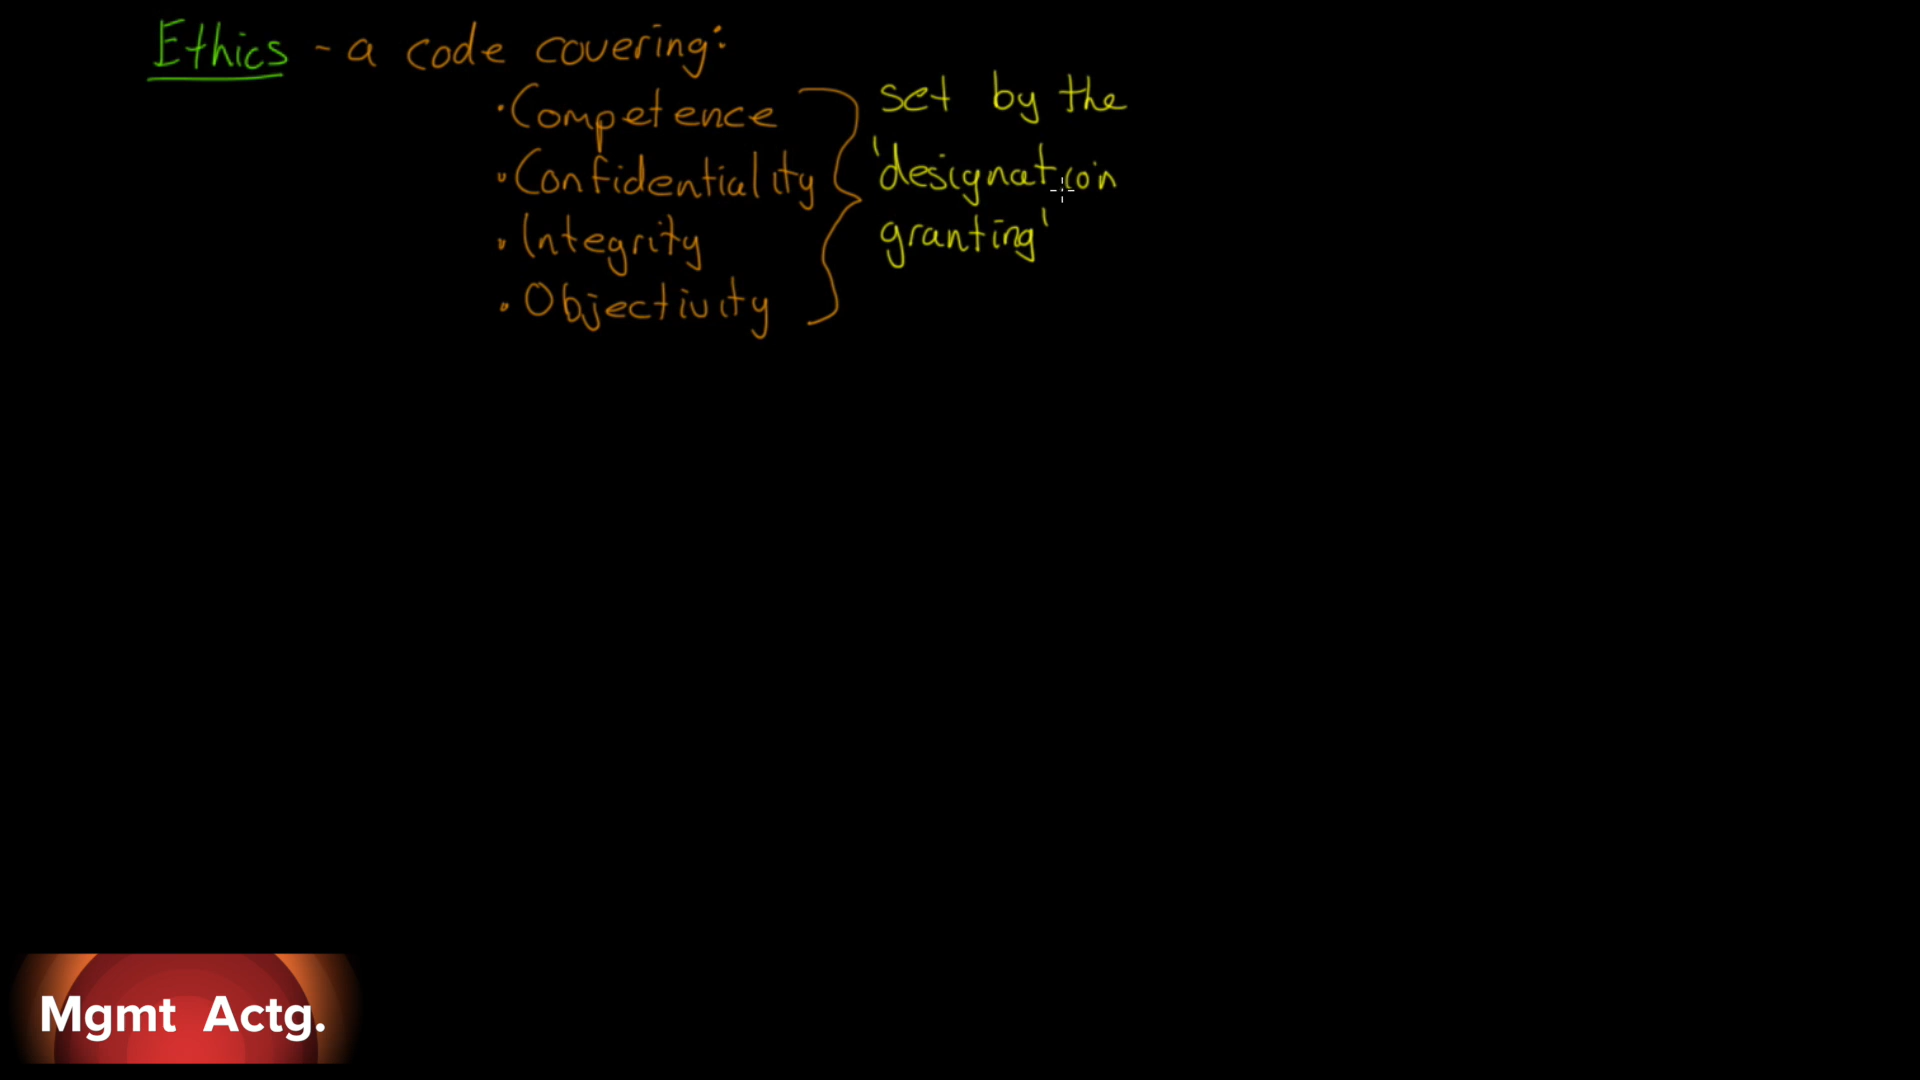 Ethics - a code covering:
• Competence
• Confidentiality
• Integrity
• Objectivity
set by the
'designation
granting'
Mgmt Actg.